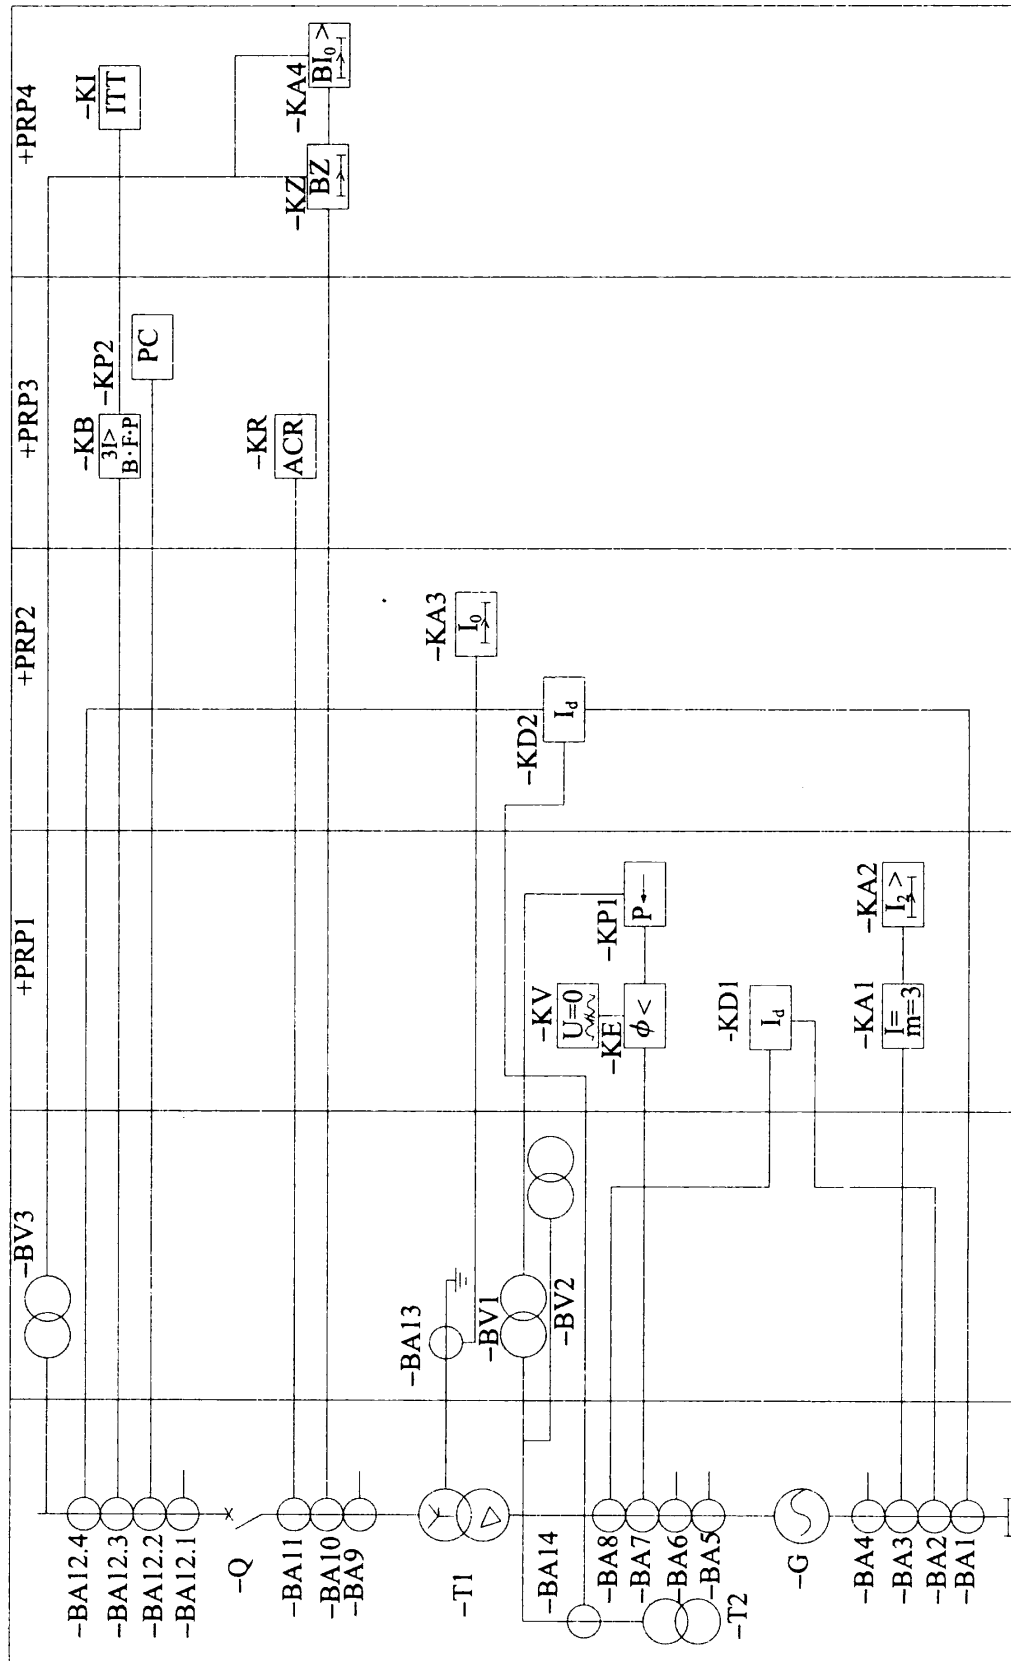 +PRP1
+PRP2
+PRP3
+PRP4
-BV3
-BA12.4
-BA12.3
-BA12.2
-BA12.1
-KB
3I>
B·F·P
-KP2
PC
-KI
ITT
-Q
-BA11
-BA10
-BA9
-KR
ACR
-KZ
BZ
-KA4
BI₀ >
-T1
-BA13
-KA3
I₀
-BV1
-BV2
-BA14
-KD2
I_d
-KV
U=0
-KE
ϕ <
-KP1
P
-BA8
-BA7
-BA6
-BA5
-T2
-KD1
I_d
-G
-BA4
-BA3
-BA2
-BA1
-KA1
I=
m=3
-KA2
I₂ >